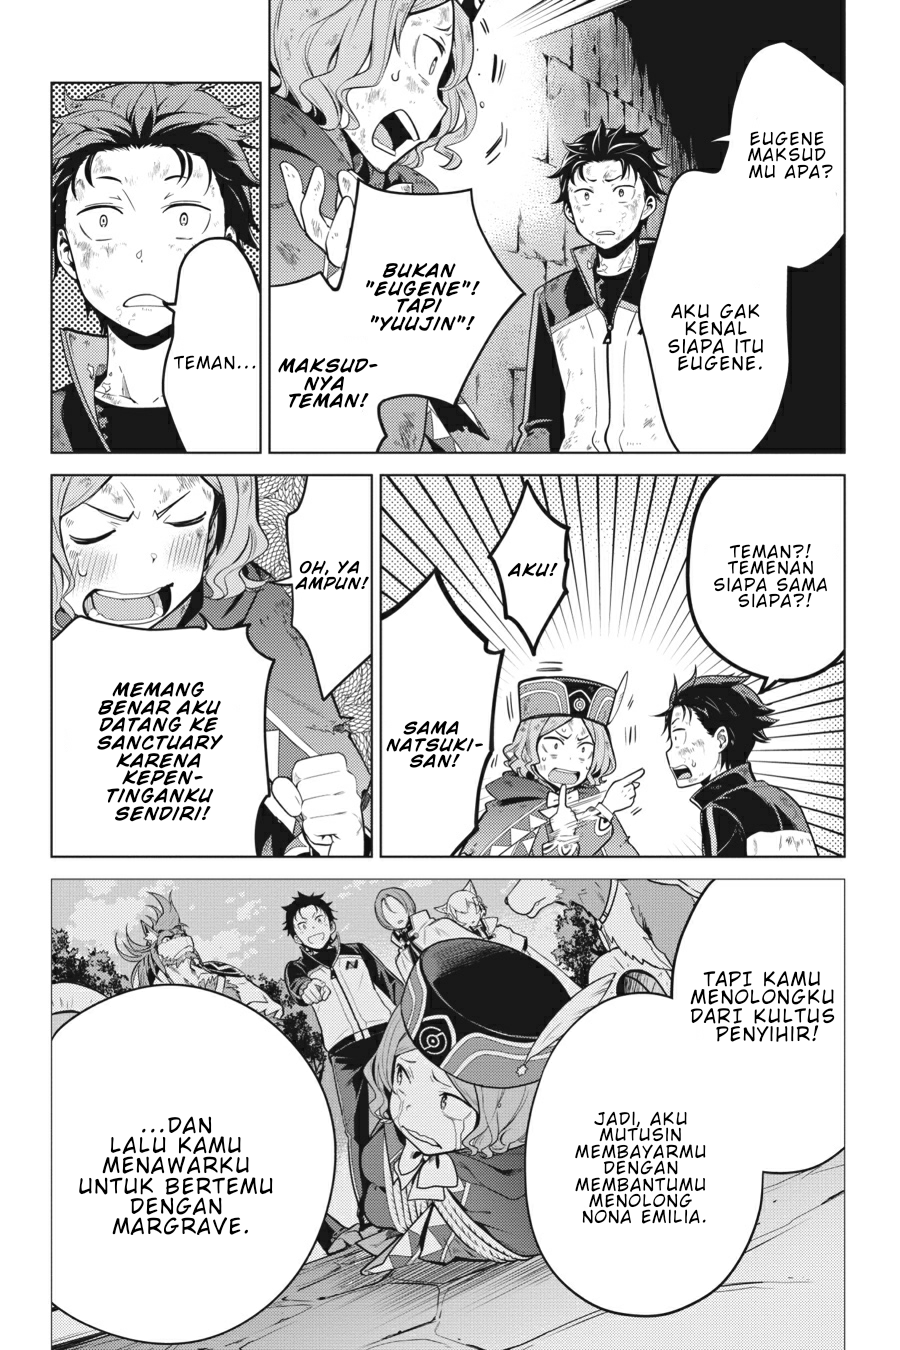 EUGENE
MAKSUD
MU APA?
AKU GAK
KENAL
SIAPA ITU
EUGENE.
BUKAN
"EUGENE"!
TAPI
"YUUJIN"!
MAKSUD-
NYA
TEMAN!
TEMAN...
TEMAN?!
TEMENAN
SIAPA SAMA
SIAPA?!
AKU!
SAMA
NATSUKI-
SAN!
OH, YA
AMPUN!
MEMANG
BENAR AKU
DATANG KE
SANCTUARY
KARENA
KEPEN-
TINGANKU
SENDIRI!
TAPI KAMU
MENOLONGKU
DARI KULTUS
PENYIHIR!
JADI, AKU
MUTUSIN
MEMBAYARMU
DENGAN
MEMBANTUMU
MENOLONG
NONA EMILIA.
...DAN
LALU KAMU
MENAWARKU
UNTUK BERTEMU
DENGAN
MARGRAVE.